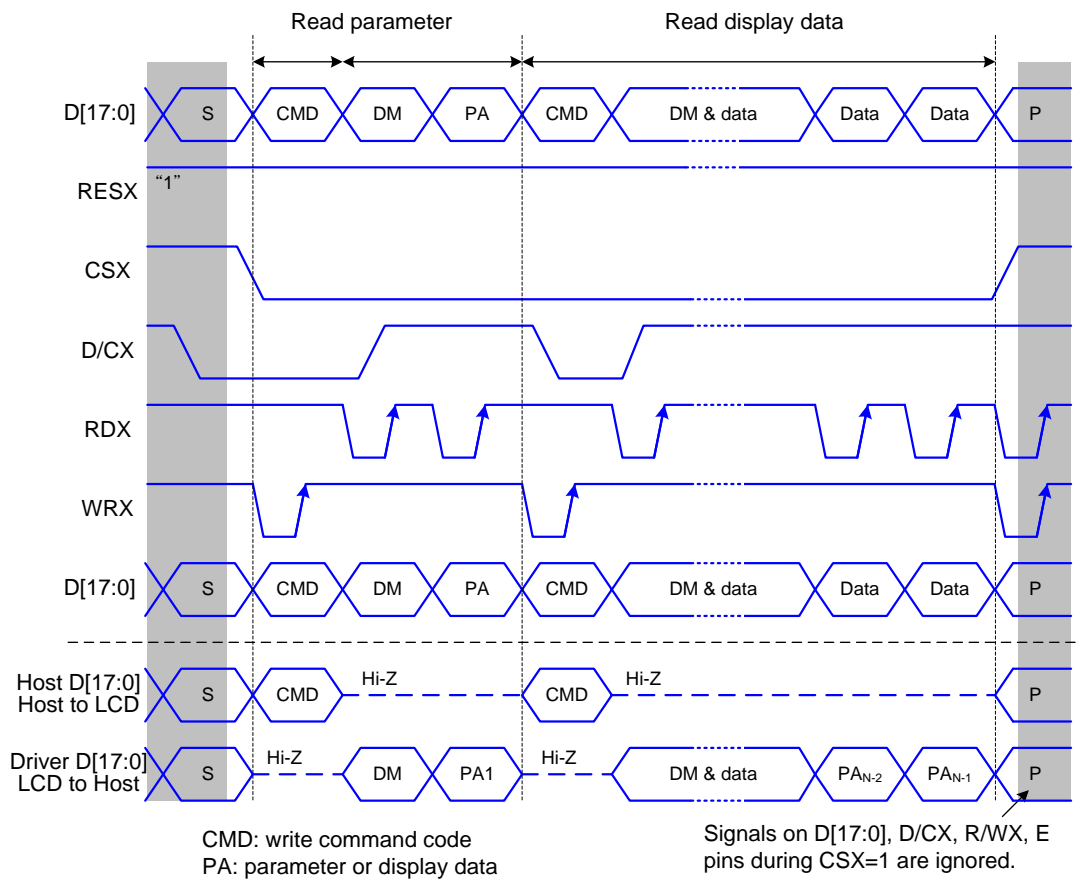 Read parameter Read display data
D[17:0] S CMD DM PA CMD DM & data Data Data P
RESX “1”
CSX
D/CX
RDX
WRX
D[17:0] S CMD DM PA CMD DM & data Data Data P
Host D[17:0]
Host to LCD
S CMD Hi-Z CMD Hi-Z P
Driver D[17:0]
LCD to Host
S Hi-Z DM PA1 Hi-Z DM & data PAN-2 PAN-1 P
CMD: write command code
PA: parameter or display data
Signals on D[17:0], D/CX, R/WX, E
pins during CSX=1 are ignored.